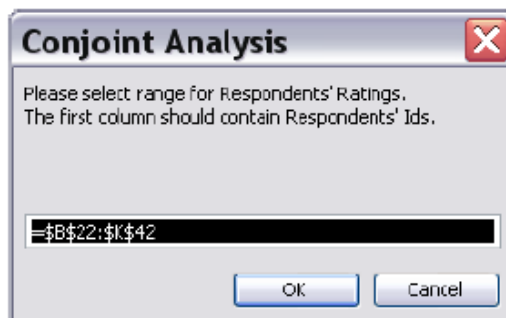 Conjoint Analysis
Please select range for Respondents' Ratings.
The first column should contain Respondents' Ids.
=$B$22:$K$42
OK
Cancel